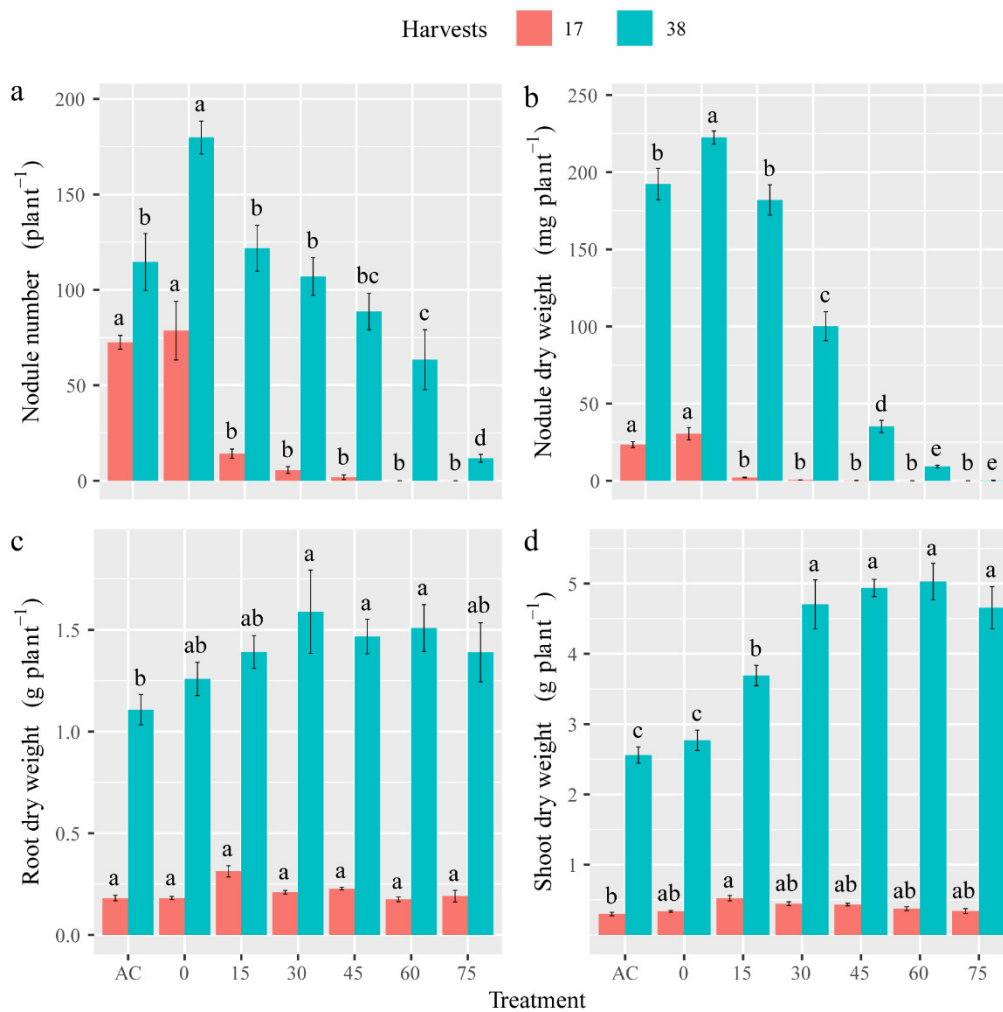 Harvests 17 38
a
Nodule number (plant⁻¹)
200
150
100
50
0
a b
a a
b b
b b
b bc
b c
b d
b
Nodule dry weight (mg plant⁻¹)
250
200
150
100
50
0
a b
a a
b b
b c
b d
b e
b e
c
Root dry weight (g plant⁻¹)
1.5
1.0
0.5
0.0
a b
a ab
a ab
a a
a a
a a
a ab
AC 0 15 30 45 60 75
d
Shoot dry weight (g plant⁻¹)
5
4
3
2
1
b c
ab c
a b
ab a
ab a
ab a
ab a
AC 0 15 30 45 60 75
Treatment